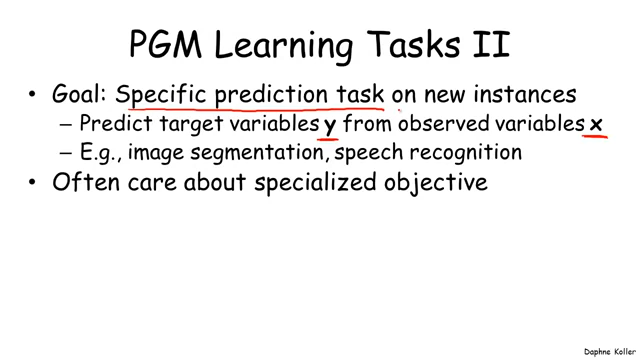 PGM Learning Tasks II
• Goal: Specific prediction task on new instances
– Predict target variables y from observed variables x
– E.g., image segmentation, speech recognition
• Often care about specialized objective
Daphne Koller